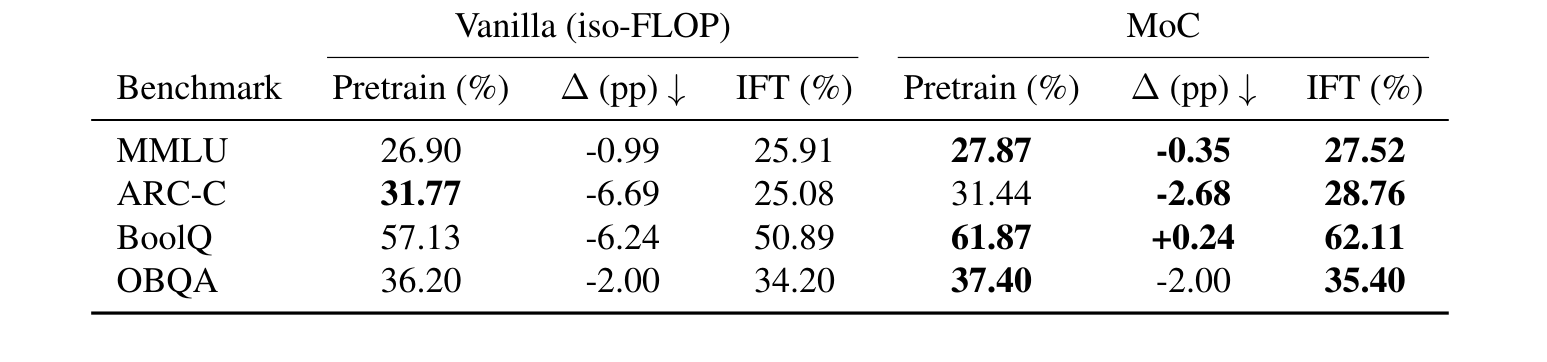 Vanilla (iso-FLOP) MoC
Benchmark Pretrain (%) Δ (pp) ↓ IFT (%) Pretrain (%) Δ (pp) ↓ IFT (%)
MMLU 26.90 -0.99 25.91 27.87 -0.35 27.52
ARC-C 31.77 -6.69 25.08 31.44 -2.68 28.76
BoolQ 57.13 -6.24 50.89 61.87 +0.24 62.11
OBQA 36.20 -2.00 34.20 37.40 -2.00 35.40